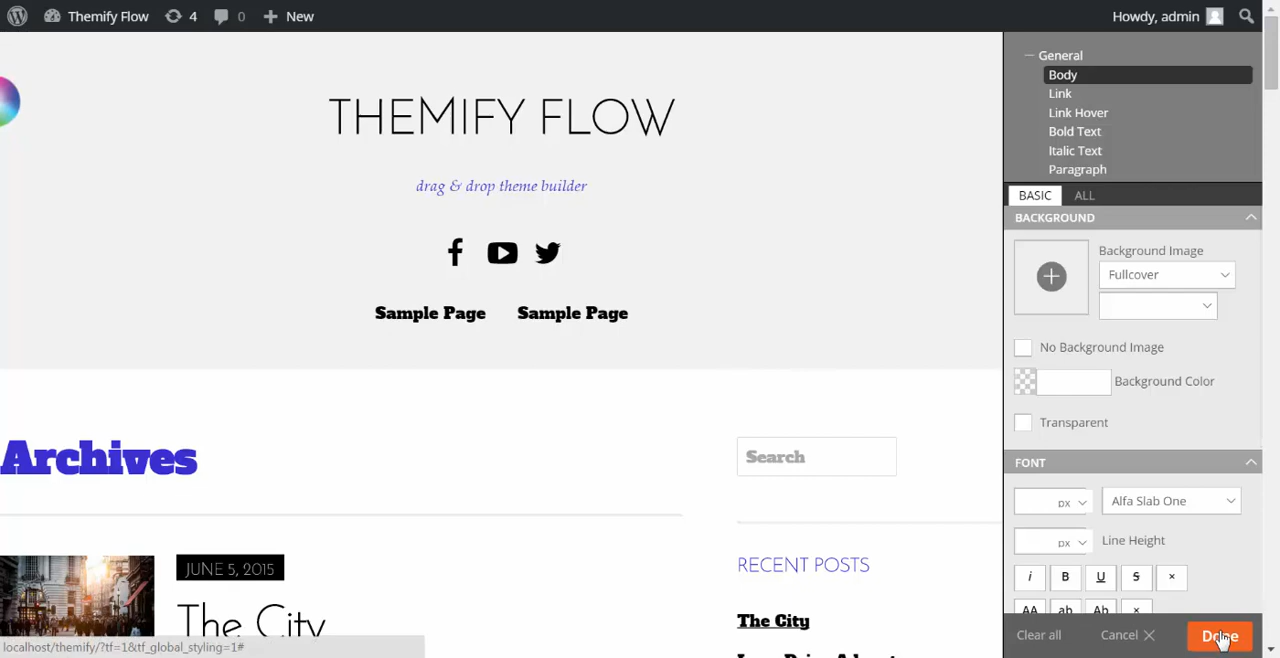 Themify Flow 4 0 New Howdy, admin
THEMIFY FLOW
drag & drop theme builder
Sample Page Sample Page
Archives
JUNE 5, 2015
The City
Search
RECENT POSTS
The City
General
Body
Link
Link Hover
Bold Text
Italic Text
Paragraph
BASIC ALL
BACKGROUND
Background Image
Fullcover
No Background Image
Background Color
Transparent
FONT
px Alfa Slab One
px Line Height
i B U S ×
AA ab Ab ×
Clear all Cancel Done
localhost/themify/?tf=1&tf_global_styling=1#